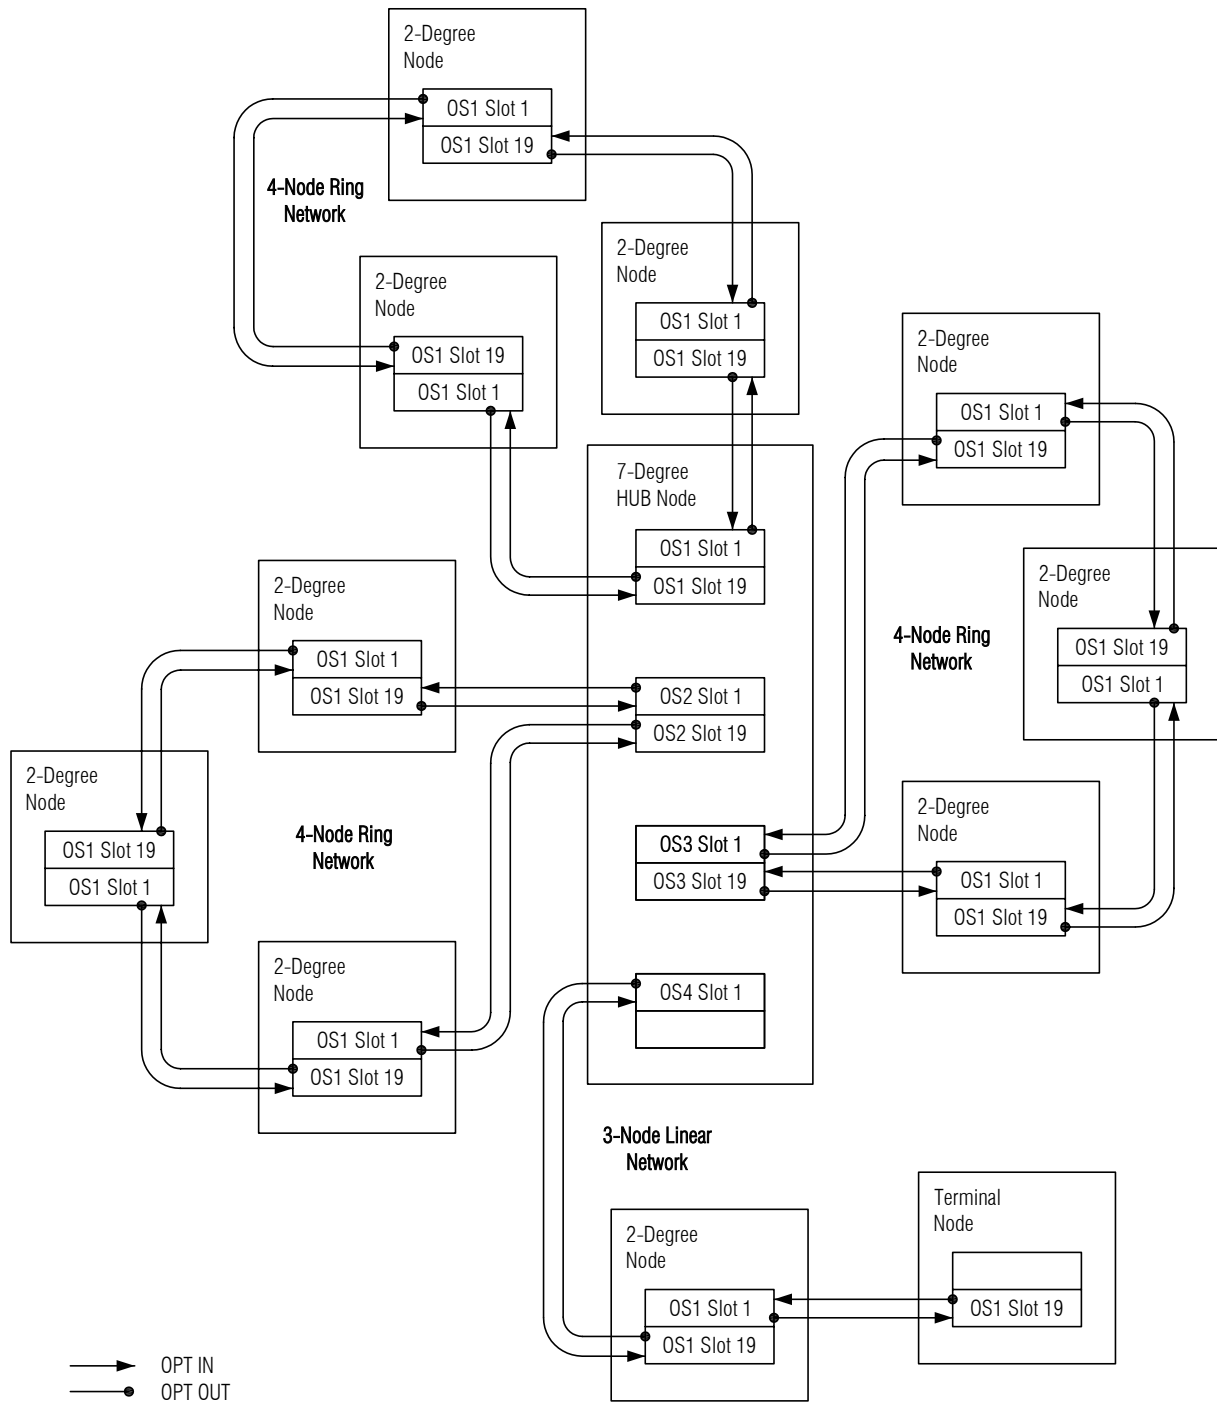 2-Degree
Node
OS1 Slot 1
OS1 Slot 19
4-Node Ring
Network
2-Degree
Node
OS1 Slot 1
OS1 Slot 19
2-Degree
Node
OS1 Slot 19
OS1 Slot 1
2-Degree
Node
OS1 Slot 1
OS1 Slot 19
7-Degree
HUB Node
OS1 Slot 1
OS1 Slot 19
OS2 Slot 1
OS2 Slot 19
OS3 Slot 1
OS3 Slot 19
OS4 Slot 1
2-Degree
Node
OS1 Slot 19
OS1 Slot 1
4-Node Ring
Network
2-Degree
Node
OS1 Slot 1
OS1 Slot 19
2-Degree
Node
OS1 Slot 1
OS1 Slot 19
2-Degree
Node
OS1 Slot 19
OS1 Slot 1
4-Node Ring
Network
2-Degree
Node
OS1 Slot 1
OS1 Slot 19
3-Node Linear
Network
2-Degree
Node
OS1 Slot 1
OS1 Slot 19
Terminal
Node
OS1 Slot 19
OPT IN
OPT OUT